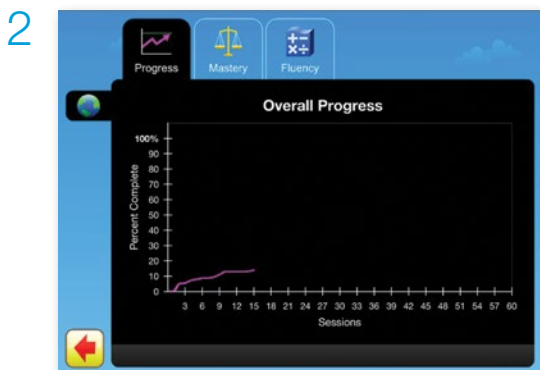 2
Progress Mastery Fluency
Overall Progress
100%
90
80
70
60
50
40
30
20
10
0
Percent Complete
3 6 9 12 15 18 21 24 27 30 33 36 39 42 45 48 51 54 57 60
Sessions